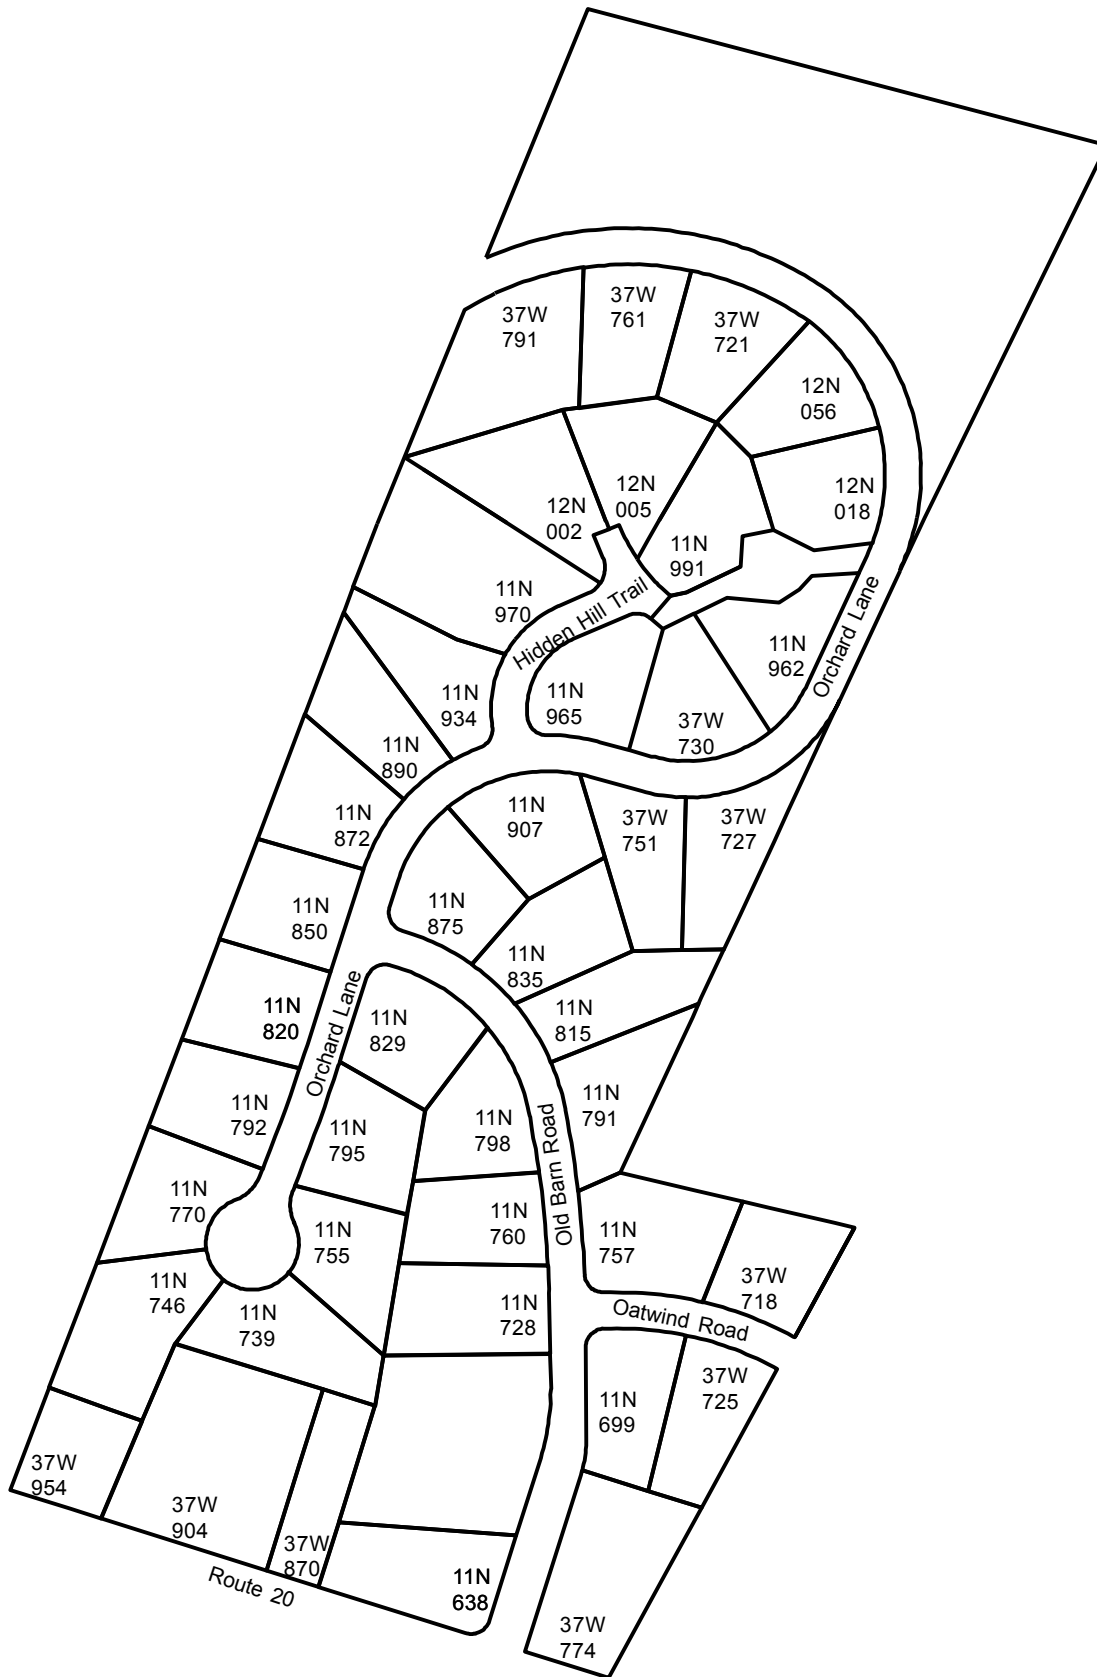 37W
791
37W
761
37W
721
12N
056
12N
018
12N
002
12N
005
11N
991
11N
970
Hidden Hill Trail
Orchard Lane
11N
962
11N
934
11N
965
37W
730
11N
890
11N
872
11N
907
37W
751
37W
727
11N
850
11N
875
11N
835
11N
820
Orchard Lane
11N
829
11N
815
11N
792
11N
795
11N
798
Old Barn Road
11N
791
11N
770
11N
755
11N
760
11N
757
37W
718
11N
746
11N
739
11N
728
Oatwind Road
11N
699
37W
725
37W
954
37W
904
37W
870
Route 20
11N
638
37W
774